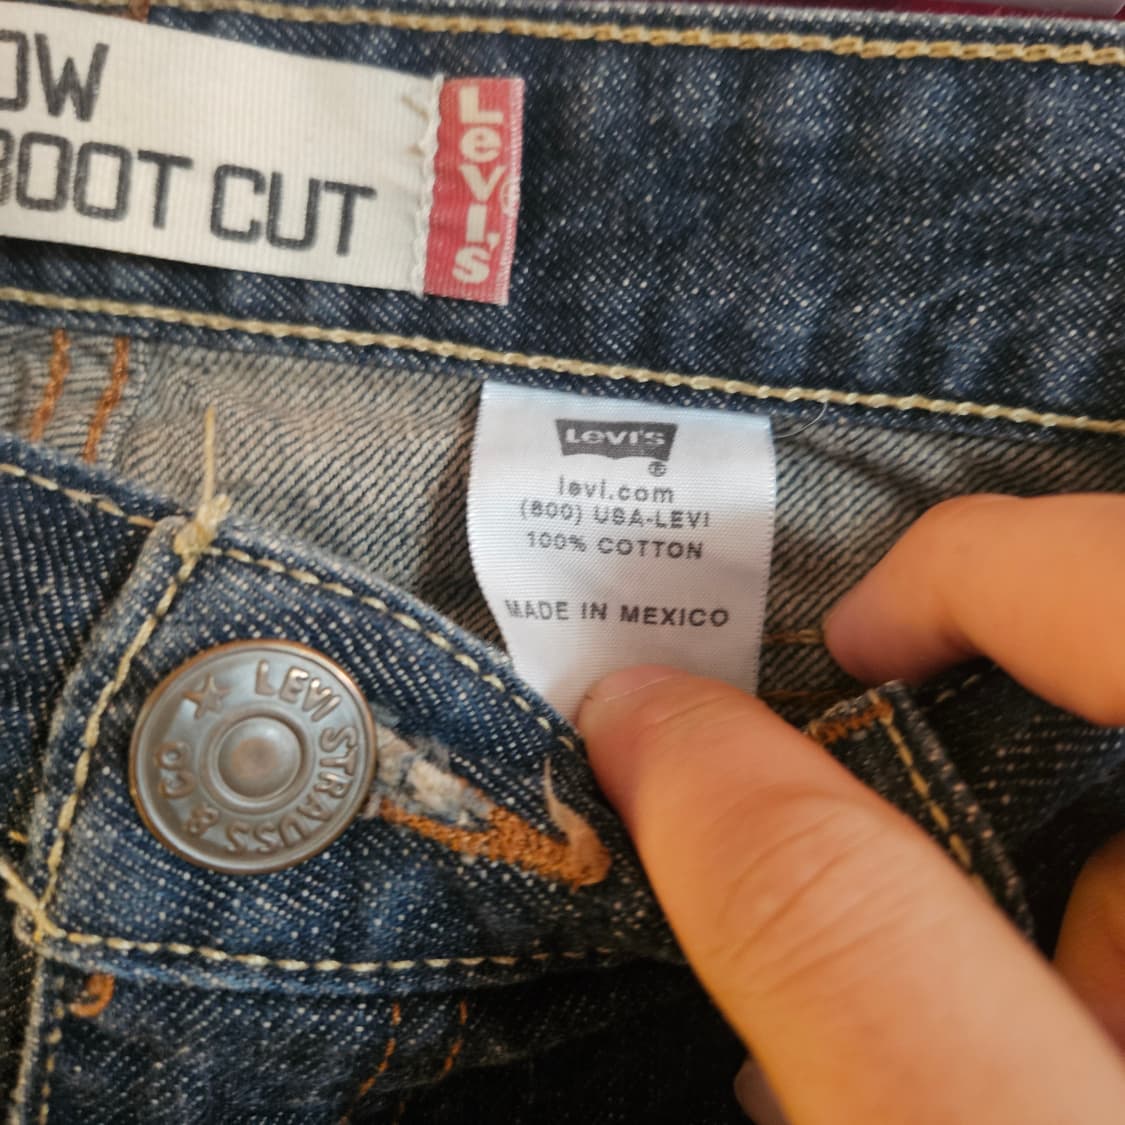 OW
BOOT CUT
Levi's
Levi's
®
levi.com
(800) USA-LEVI
100% COTTON
MADE IN MEXICO
LEVI STRAUSS & CO